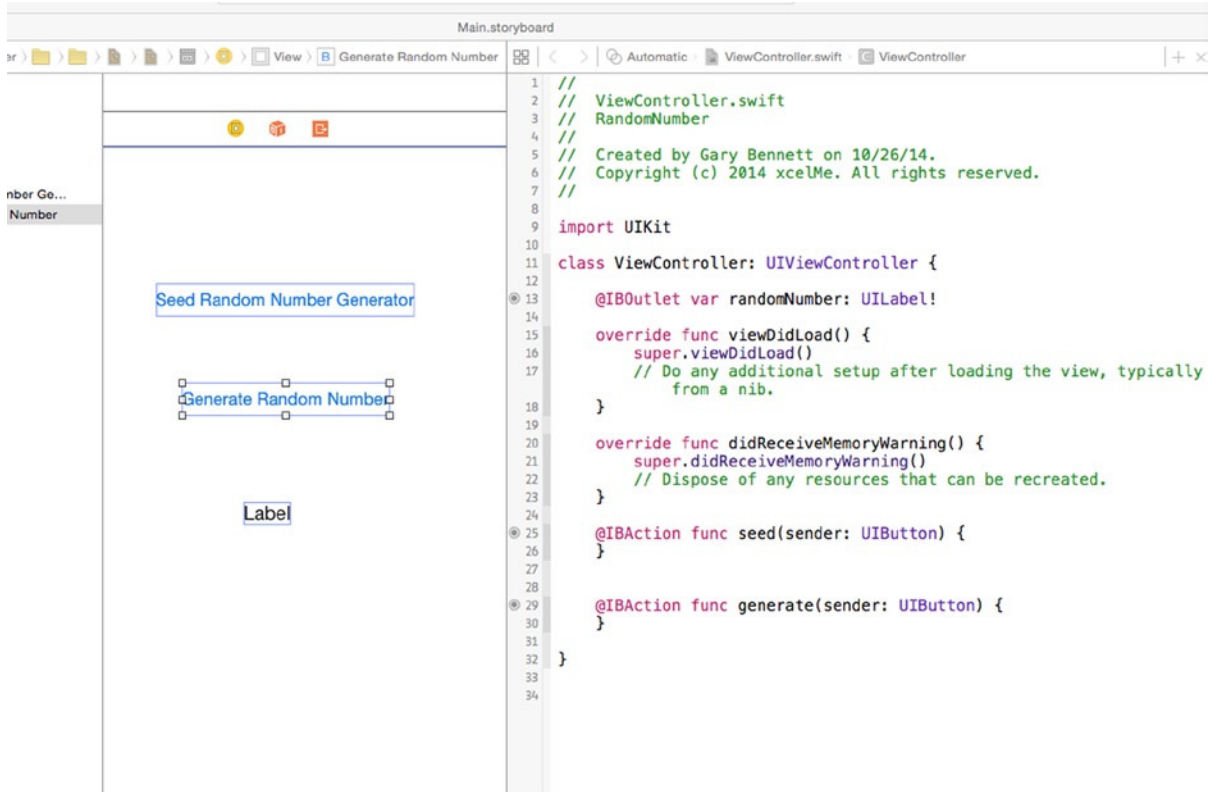 Main.storyboard
er View B Generate Random Number Automatic ViewController.swift C ViewController
nber Ge...
Number
Seed Random Number Generator
Generate Random Number
Label
1 //
2 //  ViewController.swift
3 //  RandomNumber
4 //
5 //  Created by Gary Bennett on 10/26/14.
6 //  Copyright (c) 2014 xcelMe. All rights reserved.
7 //
8
9 import UIKit
10
11 class ViewController: UIViewController {
12
13     @IBOutlet var randomNumber: UILabel!
14
15     override func viewDidLoad() {
16         super.viewDidLoad()
17         // Do any additional setup after loading the view, typically
from a nib.
18     }
19
20     override func didReceiveMemoryWarning() {
21         super.didReceiveMemoryWarning()
22         // Dispose of any resources that can be recreated.
23     }
24
25     @IBAction func seed(sender: UIButton) {
26     }
27
28
29     @IBAction func generate(sender: UIButton) {
30     }
31
32 }
33
34